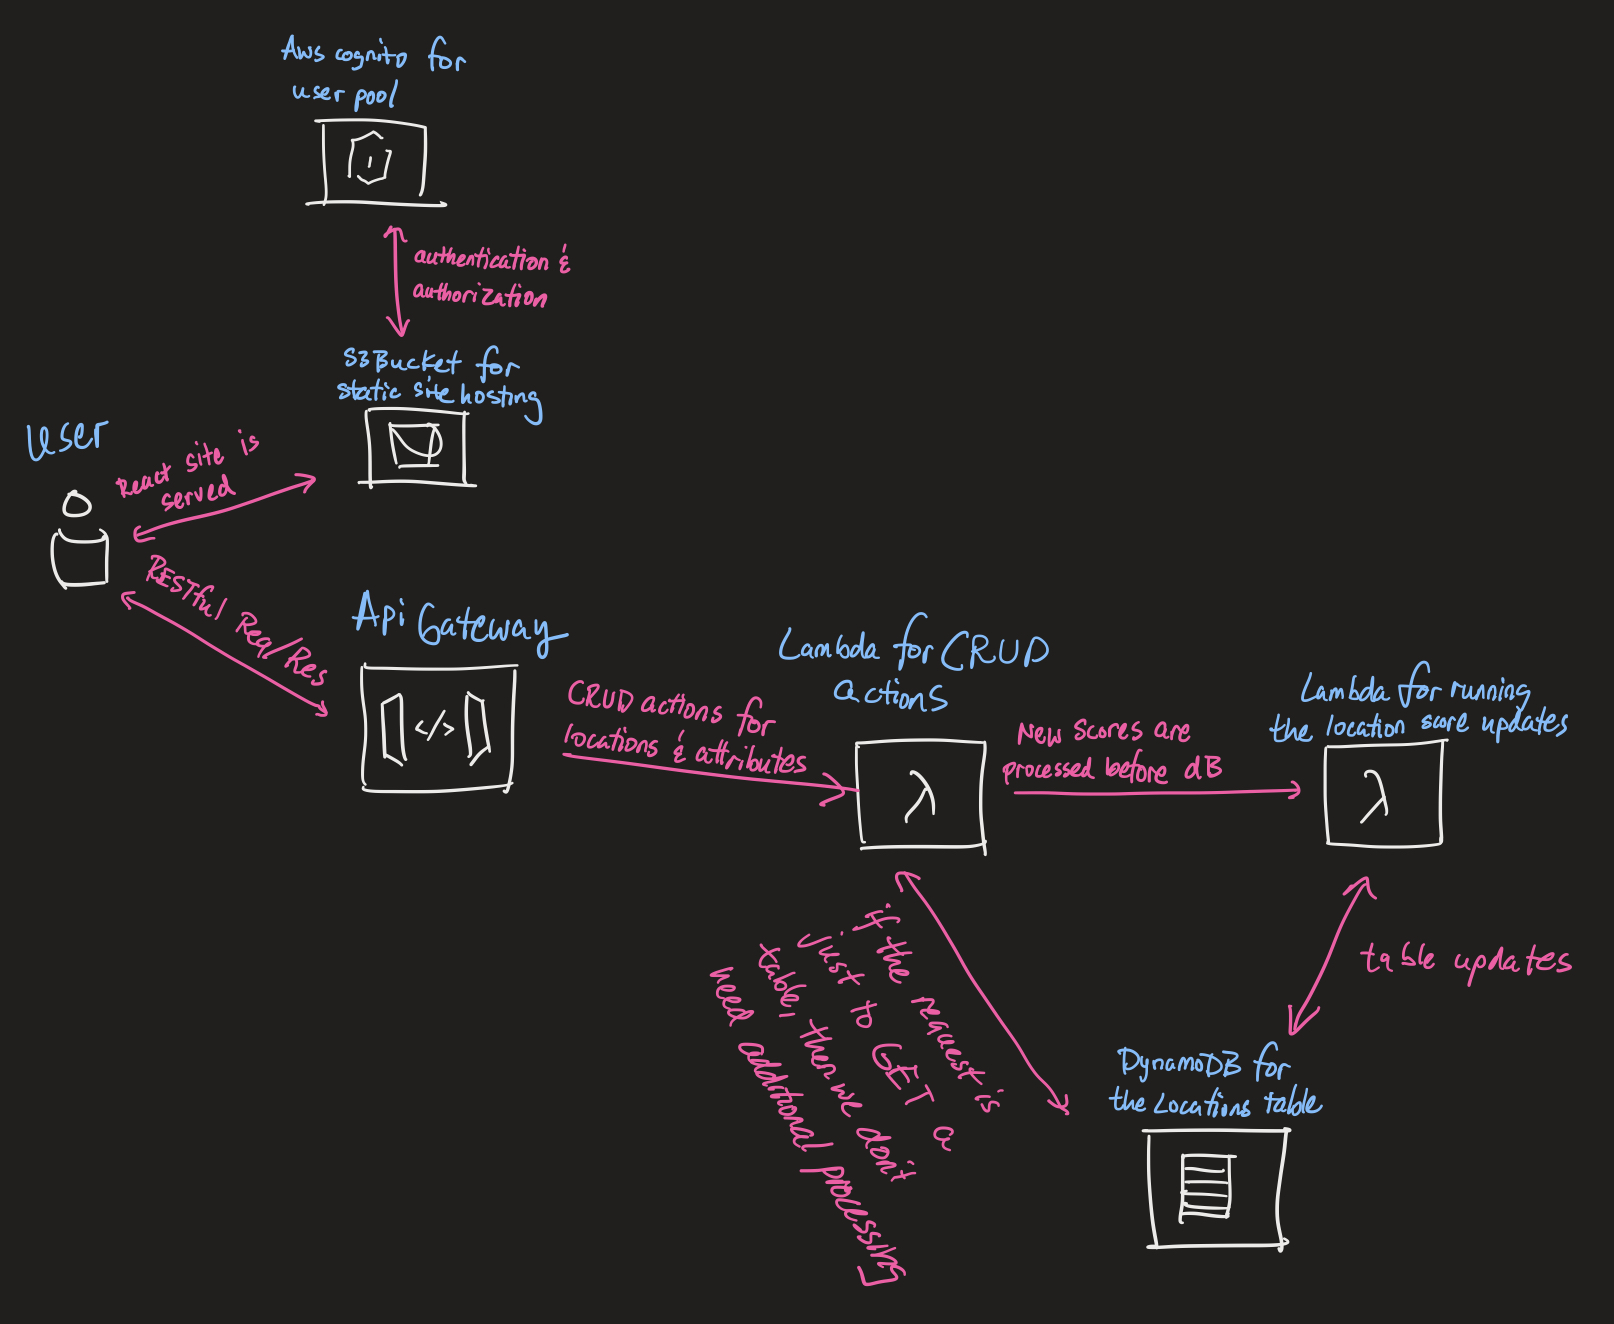 Aws cognito for
user pool
authentication &
authorization
S3 Bucket for
static site hosting
User
React site is
served
RESTful Req/Res
Api Gateway
</>
CRUD actions for
locations & attributes
Lambda for CRUD
actions
λ
New scores are
processed before dB
Lambda for running
the location score updates
λ
if the request is
just to GET a
table, then we don't
need additional processing
table updates
DynamoDB for
the Locations table